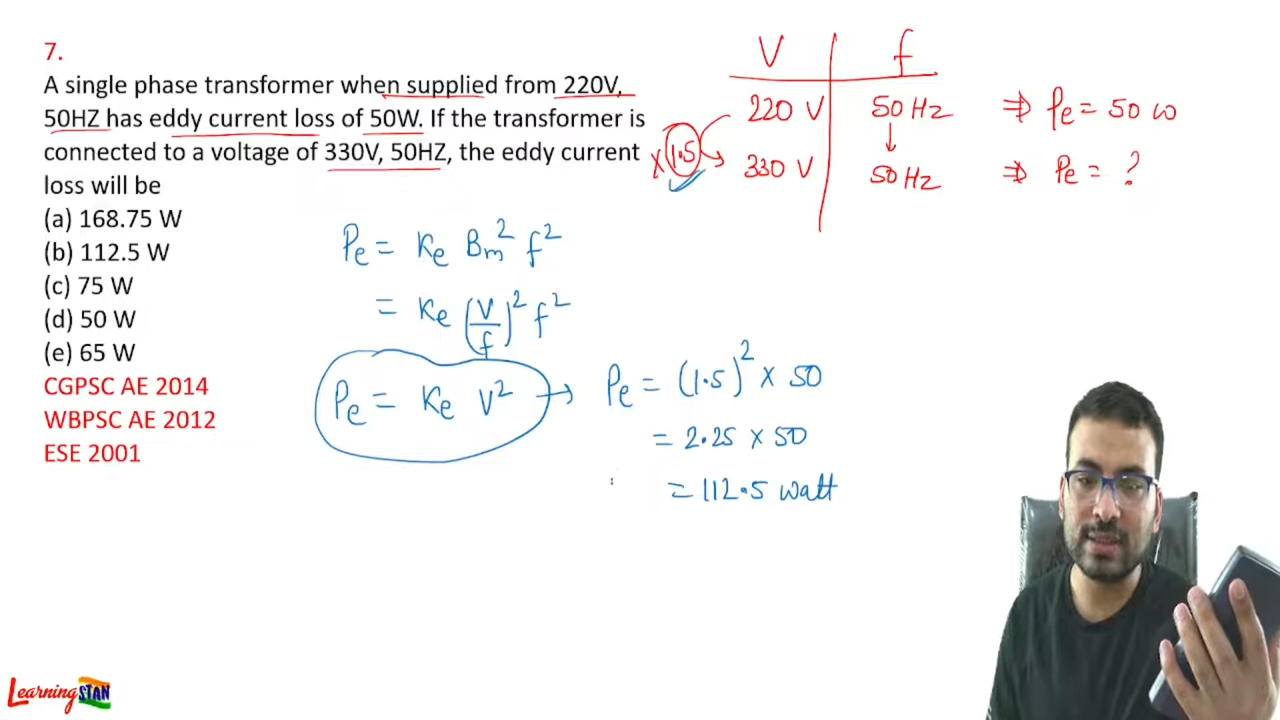 7.
A single phase transformer when supplied from 220V,
50HZ has eddy current loss of 50W. If the transformer is
connected to a voltage of 330V, 50HZ, the eddy current
loss will be
(a) 168.75 W
(b) 112.5 W
(c) 75 W
(d) 50 W
(e) 65 W
CGPSC AE 2014
WBPSC AE 2012
ESE 2001
V f
220 V 50 Hz ⇒ Pe = 50 w
×1.5 330 V 50 Hz ⇒ Pe = ?
Pe = Ke Bm² f²
= Ke (V/f)² f²
Pe = Ke V² → Pe = (1.5)² × 50
= 2.25 × 50
= 112.5 watt
Learning STAN